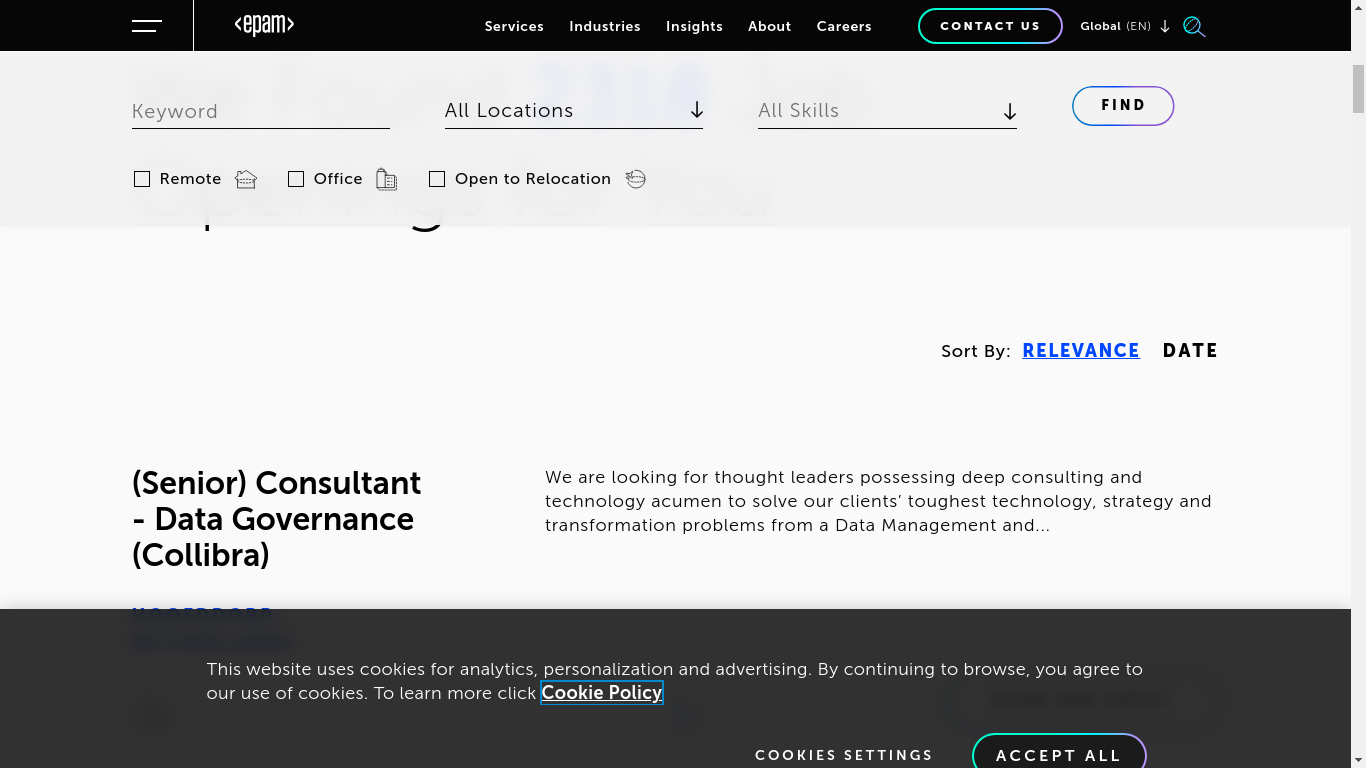 <epam>
Services Industries Insights About Careers CONTACT US Global (EN)
Keyword All Locations All Skills FIND
Remote Office Open to Relocation
Openings for You
Sort By: RELEVANCE DATE
(Senior) Consultant
- Data Governance
(Collibra)
We are looking for thought leaders possessing deep consulting and
technology acumen to solve our clients’ toughest technology, strategy and
transformation problems from a Data Management and...
This website uses cookies for analytics, personalization and advertising. By continuing to browse, you agree to
our use of cookies. To learn more click Cookie Policy
COOKIES SETTINGS ACCEPT ALL